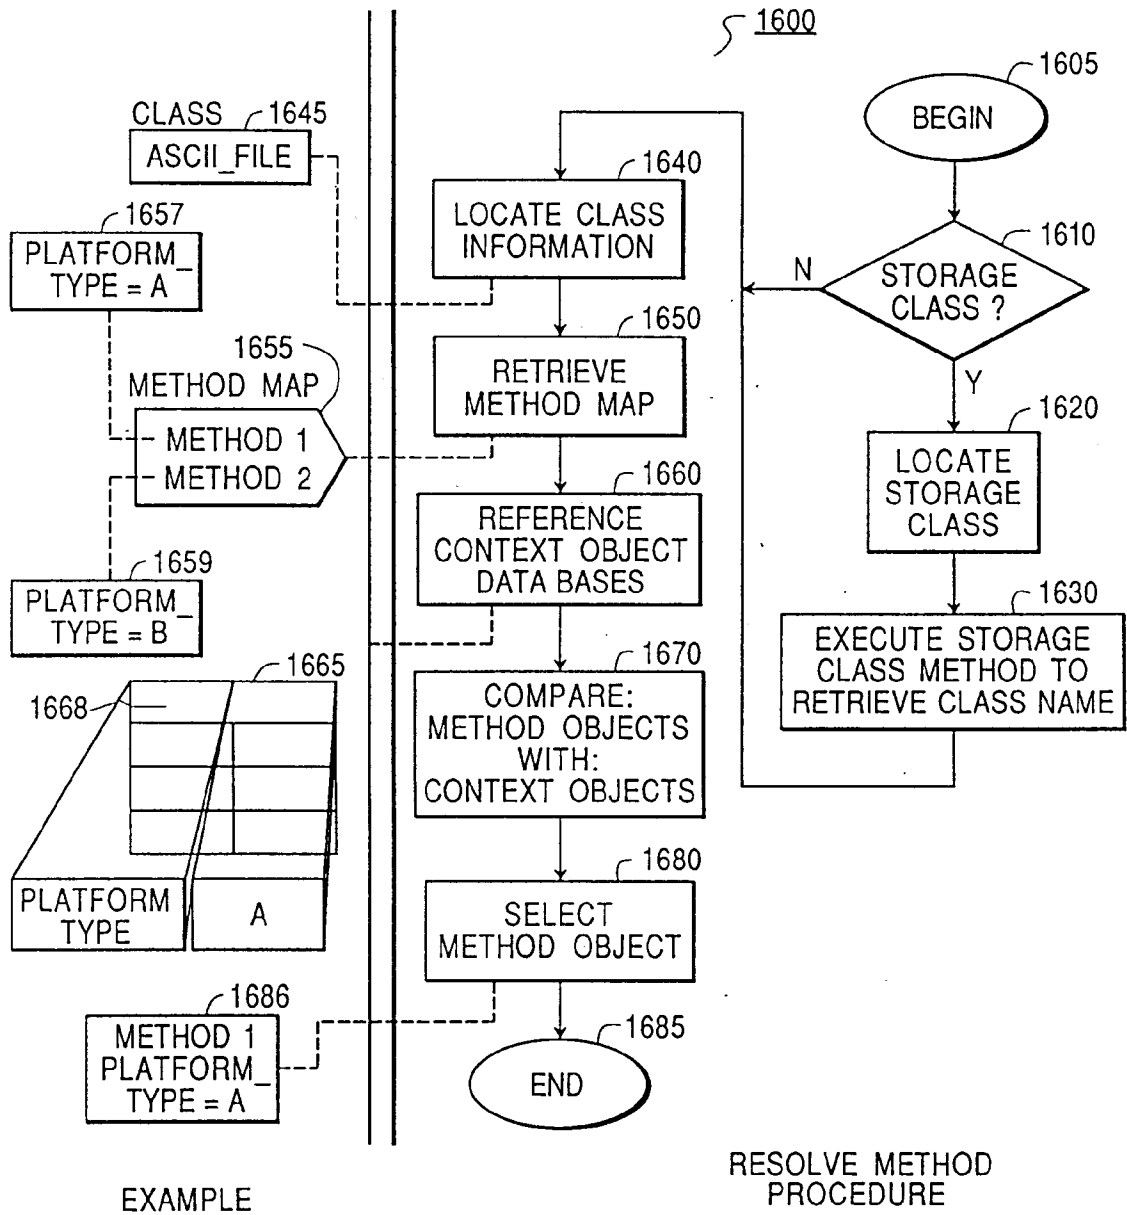 1600
1605
BEGIN
CLASS
1645
ASCII_FILE
1640
LOCATE CLASS
INFORMATION
1657
PLATFORM_
TYPE = A
1610
STORAGE
CLASS ?
N
Y
1650
RETRIEVE
METHOD MAP
1655
METHOD MAP
METHOD 1
METHOD 2
1620
LOCATE
STORAGE
CLASS
1660
REFERENCE
CONTEXT OBJECT
DATA BASES
1659
PLATFORM_
TYPE = B
1630
EXECUTE STORAGE
CLASS METHOD TO
RETRIEVE CLASS NAME
1665
1668
1670
COMPARE:
METHOD OBJECTS
WITH:
CONTEXT OBJECTS
PLATFORM
TYPE
A
1680
SELECT
METHOD OBJECT
1686
METHOD 1
PLATFORM_
TYPE = A
1685
END
EXAMPLE
RESOLVE METHOD
PROCEDURE